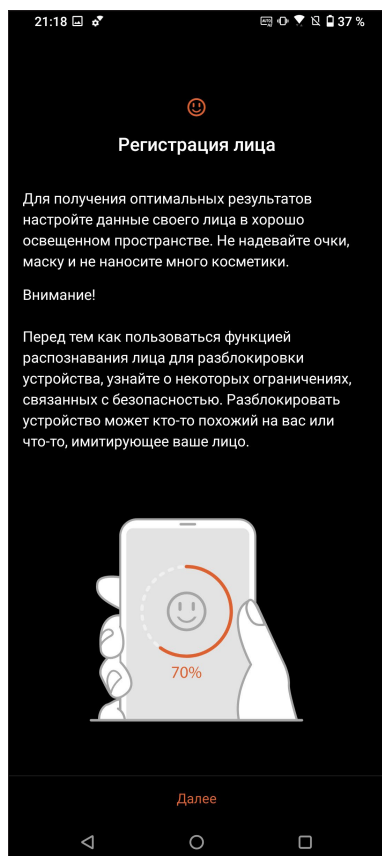 21:18 37 %
Регистрация лица
Для получения оптимальных результатов
настройте данные своего лица в хорошо
освещенном пространстве. Не надевайте очки,
маску и не наносите много косметики.
Внимание!
Перед тем как пользоваться функцией
распознавания лица для разблокировки
устройства, узнайте о некоторых ограничениях,
связанных с безопасностью. Разблокировать
устройство может кто-то похожий на вас или
что-то, имитирующее ваше лицо.
70%
Далее